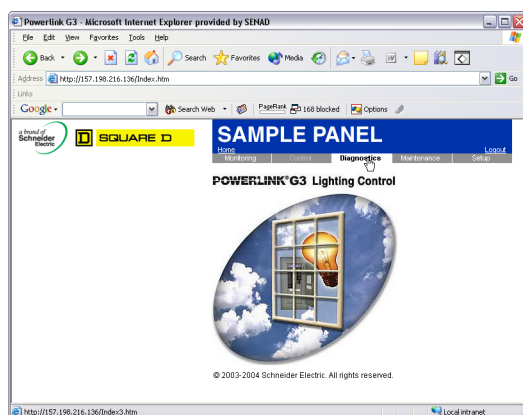 Powerlink G3 - Microsoft Internet Explorer provided by SENAD
File Edit View Favorites Tools Help
Back Search Favorites Media
Address http://157.198.216.136/Index.htm Go
Links
Google Search Web PageRank 168 blocked Options
a brand of
Schneider
Electric
SQUARE D
SAMPLE PANEL
Home Logout
Monitoring Control Diagnostics Maintenance Setup
POWERLINK® G3 Lighting Control
© 2003-2004 Schneider Electric. All rights reserved.
http://157.198.216.136/Index3.htm Local intranet